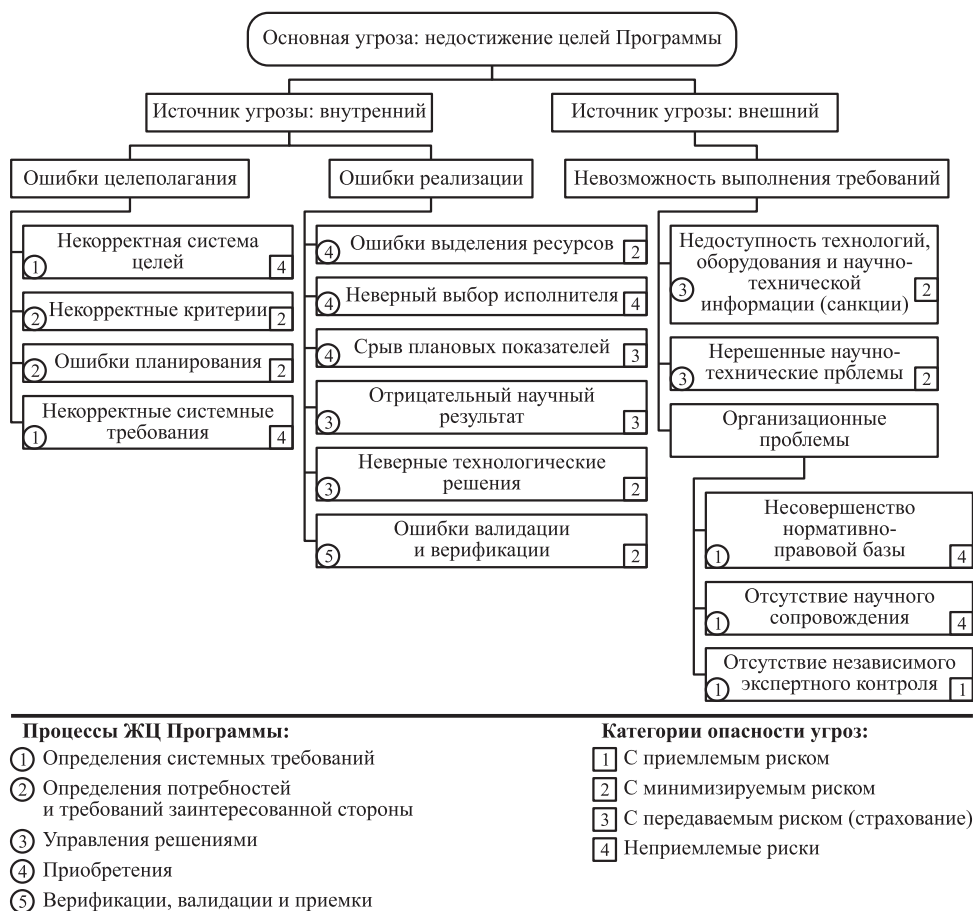 Основная угроза: недостижение целей Программы
Источник угрозы: внутренний
Источник угрозы: внешний
Ошибки целеполагания
Ошибки реализации
Невозможность выполнения требований
Некорректная система
целей
1
4
Некорректные критерии
2
2
Ошибки планирования
2
2
Некорректные системные
требования
1
4
Ошибки выделения ресурсов
4
2
Неверный выбор исполнителя
4
4
Срыв плановых показателей
4
3
Отрицательный научный
результат
3
3
Неверные технологические
решения
3
2
Ошибки валидации
и верификации
5
2
Недоступность технологий,
оборудования и научно-
технической
информации (санкции)
3
2
Нерешенные научно-
технические прблемы
3
2
Организационные
проблемы
Несовершенство
нормативно-
правовой базы
1
4
Отсутствие научного
сопровождения
1
4
Отсутствие независимого
экспертного контроля
1
1
Процессы ЖЦ Программы:
1 Определения системных требований
2 Определения потребностей
и требований заинтересованной стороны
3 Управления решениями
4 Приобретения
5 Верификации, валидации и приемки
Категории опасности угроз:
1 С приемлемым риском
2 С минимизируемым риском
3 С передаваемым риском (страхование)
4 Неприемлемые риски